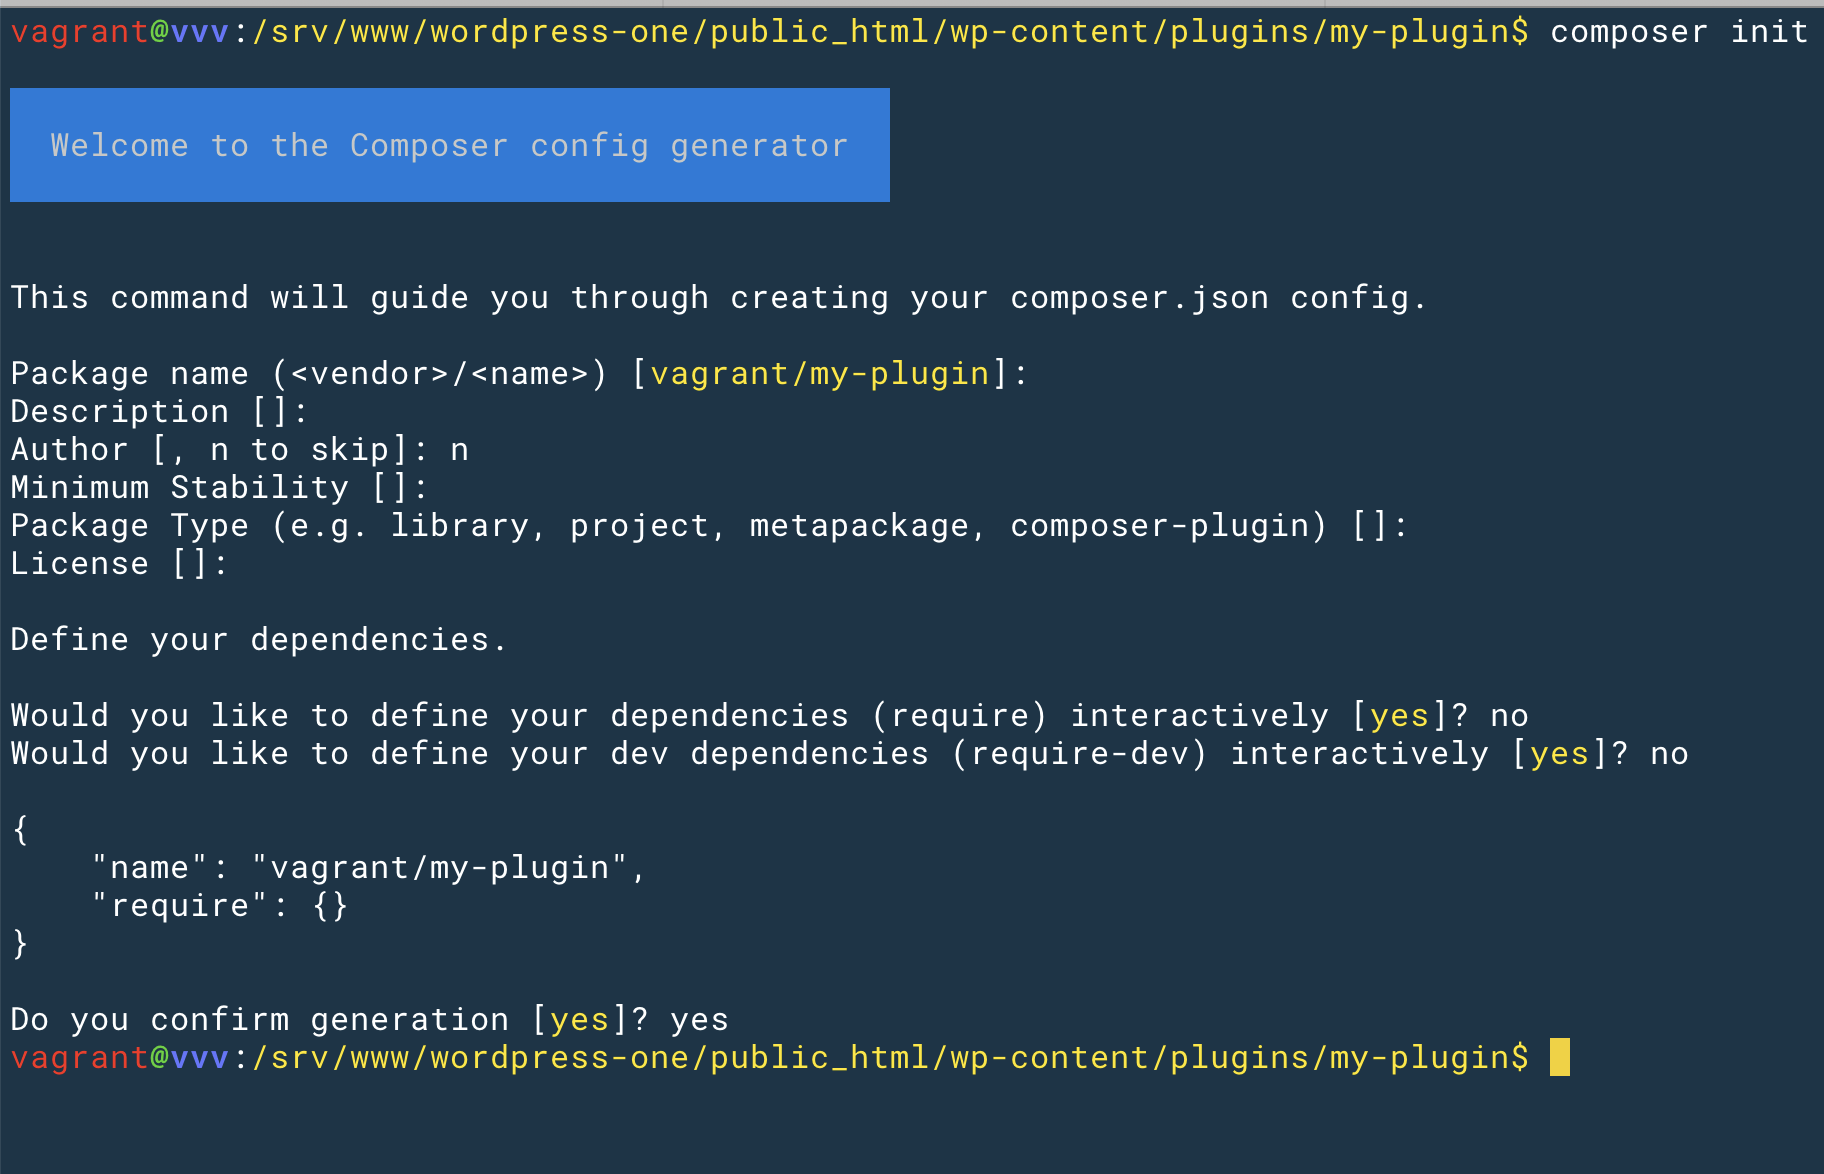 vagrant@vvv:/srv/www/wordpress-one/public_html/wp-content/plugins/my-plugin$ composer init
Welcome to the Composer config generator
This command will guide you through creating your composer.json config.
Package name (<vendor>/<name>) [vagrant/my-plugin]:
Description []:
Author [, n to skip]: n
Minimum Stability []:
Package Type (e.g. library, project, metapackage, composer-plugin) []:
License []:
Define your dependencies.
Would you like to define your dependencies (require) interactively [yes]? no
Would you like to define your dev dependencies (require-dev) interactively [yes]? no
{
    "name": "vagrant/my-plugin",
    "require": {}
}
Do you confirm generation [yes]? yes
vagrant@vvv:/srv/www/wordpress-one/public_html/wp-content/plugins/my-plugin$